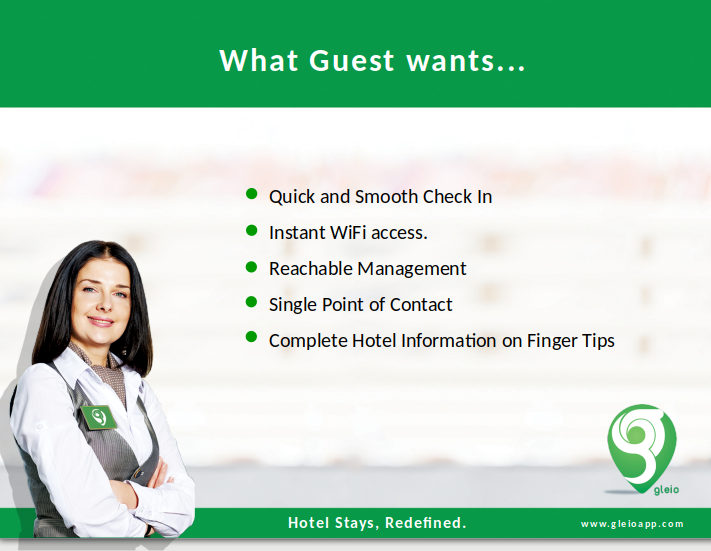 What Guest wants...
Quick and Smooth Check In
Instant WiFi access.
Reachable Management
Single Point of Contact
Complete Hotel Information on Finger Tips
gleio
Hotel Stays, Redefined.
www.gleioapp.com